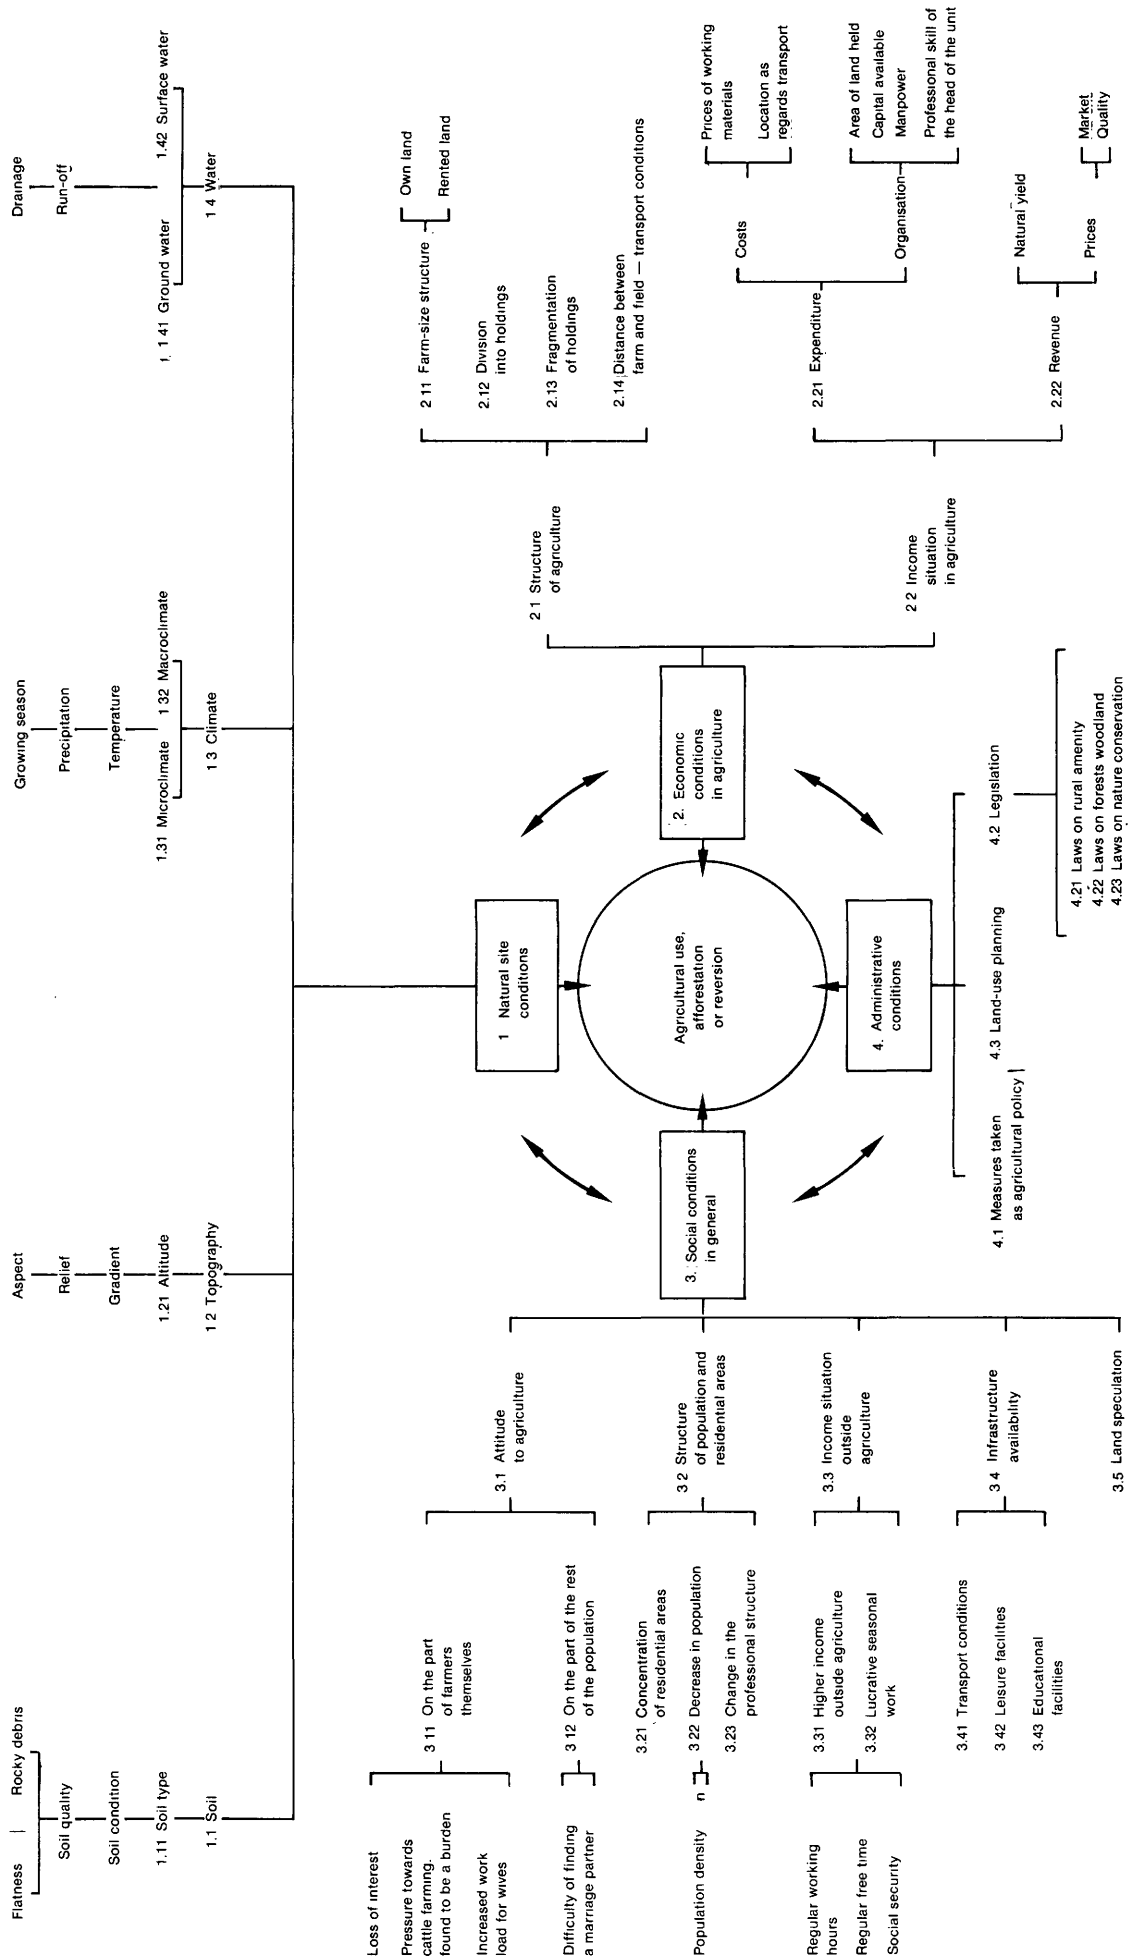 Flatness
Rocky debris
Soil quality
Soil condition
1.11 Soil type
1.1 Soil
Aspect
Relief
Gradient
1.21 Altitude
1 2 Topography
Growing season
Precipitation
Temperature
1.31 Microclimate
1 32 Macroclimate
1 3 Climate
Drainage
Run-off
1 41 Ground water
1.42 Surface water
1 4 Water
1 Natural site
conditions
Agricultural use,
afforestation
or reversion
2. Economic
conditions
in agriculture
2 1 Structure
of agriculture
2 11 Farm-size structure
Own land
Rented land
2.12 Division
into holdings
2.13 Fragmentation
of holdings
2.14 Distance between
farm and field — transport conditions
2 2 Income
situation
in agriculture
2.21 Expenditure
Costs
Prices of working
materials
Location as
regards transport
Organisation
Area of land held
Capital available
Manpower
Professional skill of
the head of the unit
2.22 Revenue
Natural yield
Prices
Market
Quality
3. Social conditions
in general
3.1 Attitude
to agriculture
3 11 On the part
of farmers
themselves
Loss of interest
Pressure towards
cattle farming.
found to be a burden
Increased work
load for wives
3 12 On the part of the rest
of the population
Difficulty of finding
a marriage partner
3 2 Structure
of population and
residential areas
3.21 Concentration
of residential areas
3 22 Decrease in population
3.23 Change in the
professional structure
Population density
n
3.3 Income situation
outside
agriculture
3.31 Higher income
outside agriculture
3.32 Lucrative seasonal
work
Regular working
hours
Regular free time
Social security
3 4 Infrastructure
availability
3.41 Transport conditions
3 42 Leisure facilities
3.43 Educational
facilities
3.5 Land speculation
4. Administrative
conditions
4.1 Measures taken
as agricultural policy
4.3 Land-use planning
4.2 Legislation
4.21 Laws on rural amenity
4.22 Laws on forests woodland
4.23 Laws on nature conservation